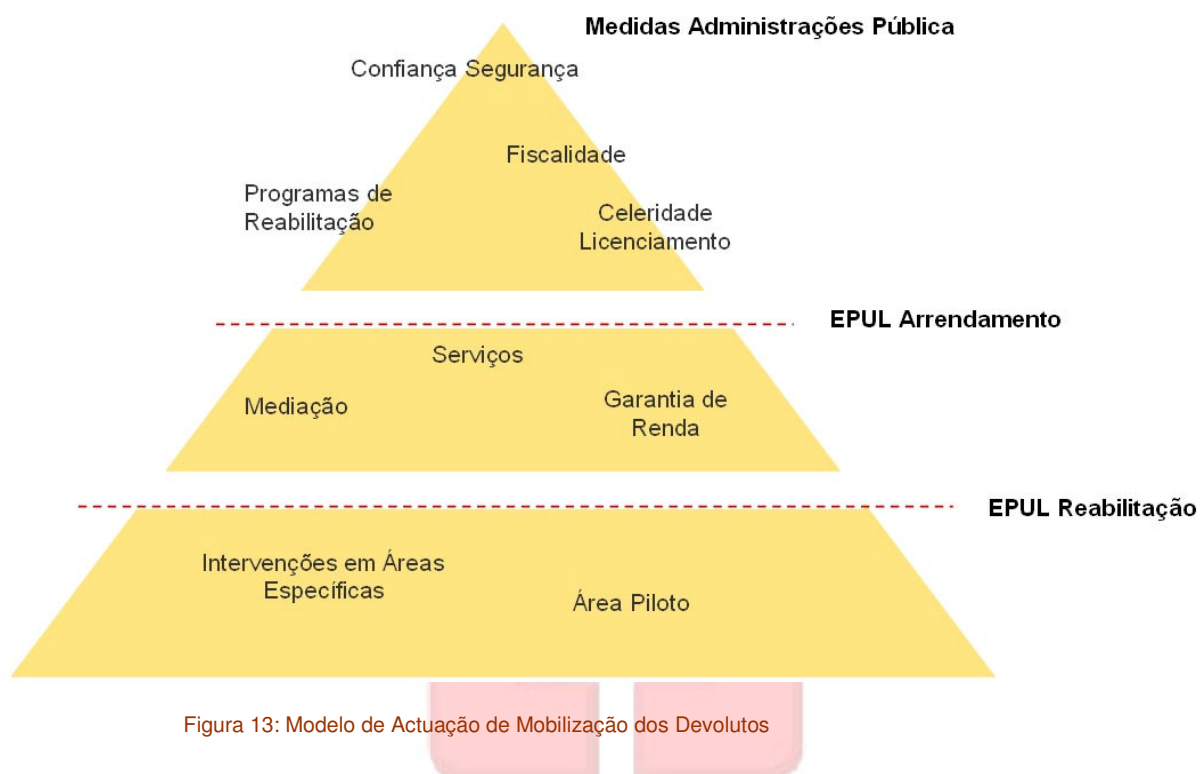 Medidas Administrações Pública
Confiança Segurança
Fiscalidade
Programas de
Reabilitação
Celeridade
Licenciamento
EPUL Arrendamento
Serviços
Mediação
Garantia de
Renda
EPUL Reabilitação
Intervenções em Áreas
Específicas
Área Piloto
Figura 13: Modelo de Actuação de Mobilização dos Devolutos